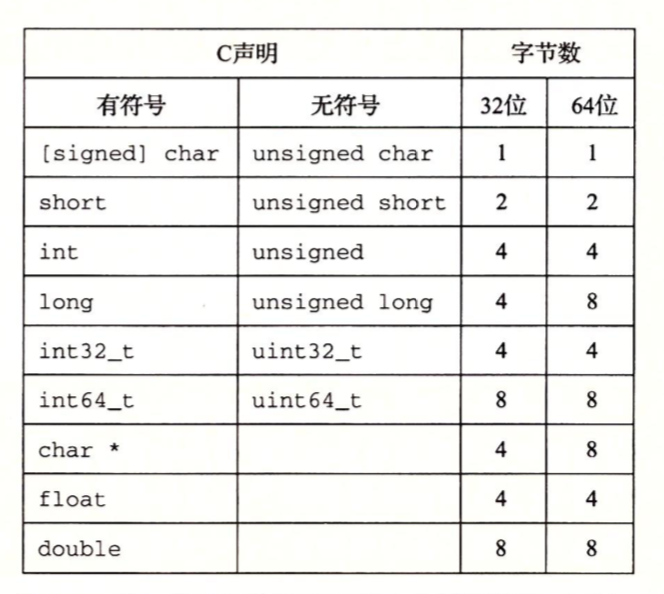 C声明 字节数
有符号 无符号 32位 64位
[signed] char unsigned char 1 1
short unsigned short 2 2
int unsigned 4 4
long unsigned long 4 8
int32_t uint32_t 4 4
int64_t uint64_t 8 8
char * 4 8
float 4 4
double 8 8